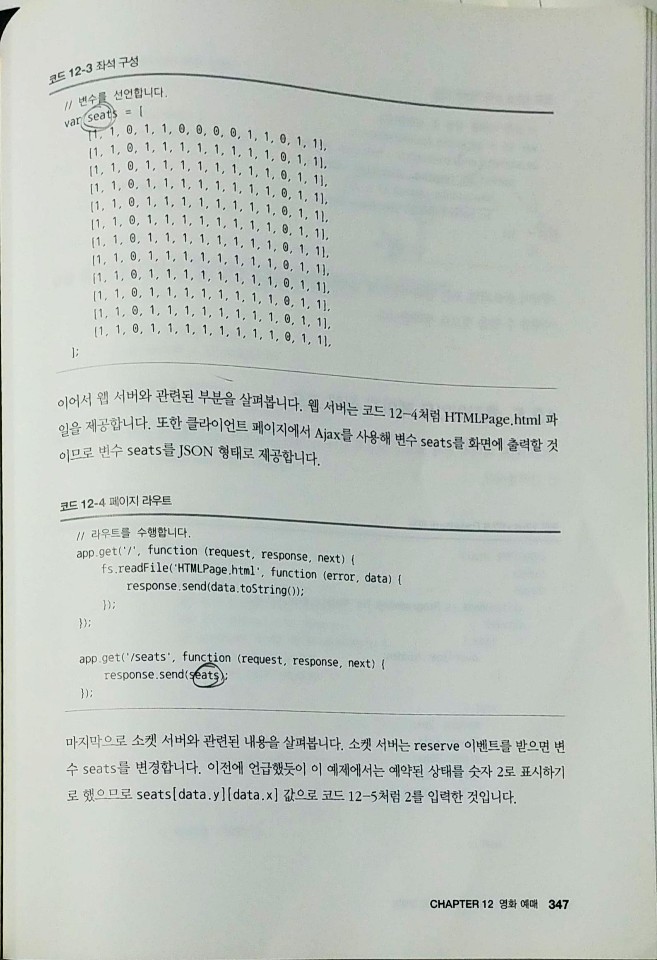 코드 12-3 좌석 구성
// 변수를 선언합니다.
var seats = [
[1, 1, 0, 1, 1, 0, 0, 0, 0, 1, 1, 0, 1, 1],
[1, 1, 0, 1, 1, 1, 1, 1, 1, 1, 1, 0, 1, 1],
[1, 1, 0, 1, 1, 1, 1, 1, 1, 1, 1, 0, 1, 1],
[1, 1, 0, 1, 1, 1, 1, 1, 1, 1, 1, 0, 1, 1],
[1, 1, 0, 1, 1, 1, 1, 1, 1, 1, 1, 0, 1, 1],
[1, 1, 0, 1, 1, 1, 1, 1, 1, 1, 1, 0, 1, 1],
[1, 1, 0, 1, 1, 1, 1, 1, 1, 1, 1, 0, 1, 1],
[1, 1, 0, 1, 1, 1, 1, 1, 1, 1, 1, 0, 1, 1],
[1, 1, 0, 1, 1, 1, 1, 1, 1, 1, 1, 0, 1, 1],
[1, 1, 0, 1, 1, 1, 1, 1, 1, 1, 1, 0, 1, 1],
[1, 1, 0, 1, 1, 1, 1, 1, 1, 1, 1, 0, 1, 1],
[1, 1, 0, 1, 1, 1, 1, 1, 1, 1, 1, 0, 1, 1],
];
이어서 웹 서버와 관련된 부분을 살펴봅니다. 웹 서버는 코드 12-4처럼 HTMLPage.html 파
일을 제공합니다. 또한 클라이언트 페이지에서 Ajax를 사용해 변수 seats를 화면에 출력할 것
이므로 변수 seats를 JSON 형태로 제공합니다.
코드 12-4 페이지 라우트
// 라우트를 수행합니다.
app.get('/', function (request, response, next) {
fs.readFile('HTMLPage.html', function (error, data) {
response.send(data.toString());
});
});
app.get('/seats', function (request, response, next) {
response.send(seats);
});
마지막으로 소켓 서버와 관련된 내용을 살펴봅니다. 소켓 서버는 reserve 이벤트를 받으면 변
수 seats를 변경합니다. 이전에 언급했듯이 이 예제에서는 예약된 상태를 숫자 2로 표시하기
로 했으므로 seats[data.y][data.x] 값으로 코드 12-5처럼 2를 입력한 것입니다.
CHAPTER 12 영화 예매 347